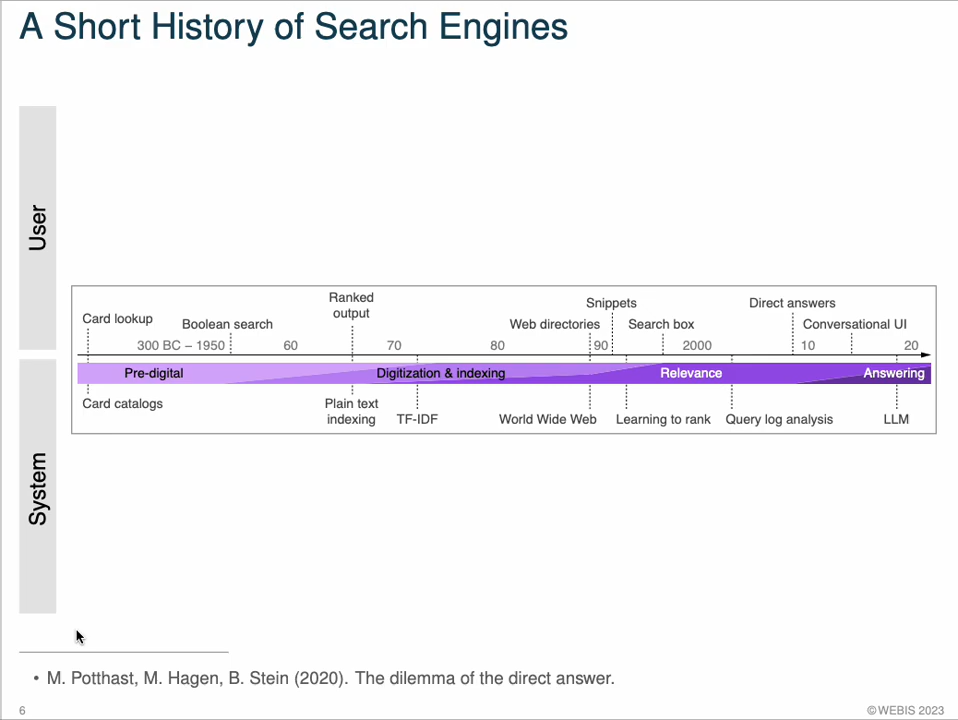 A Short History of Search Engines
User
Ranked
output
Snippets
Direct answers
Card lookup
Boolean search
Web directories
Search box
Conversational UI
300 BC – 1950
60
70
80
90
2000
10
20
Pre-digital
Digitization & indexing
Relevance
Answering
Card catalogs
Plain text
indexing
TF-IDF
World Wide Web
Learning to rank
Query log analysis
LLM
System
• M. Potthast, M. Hagen, B. Stein (2020). The dilemma of the direct answer.
6
©WEBIS 2023